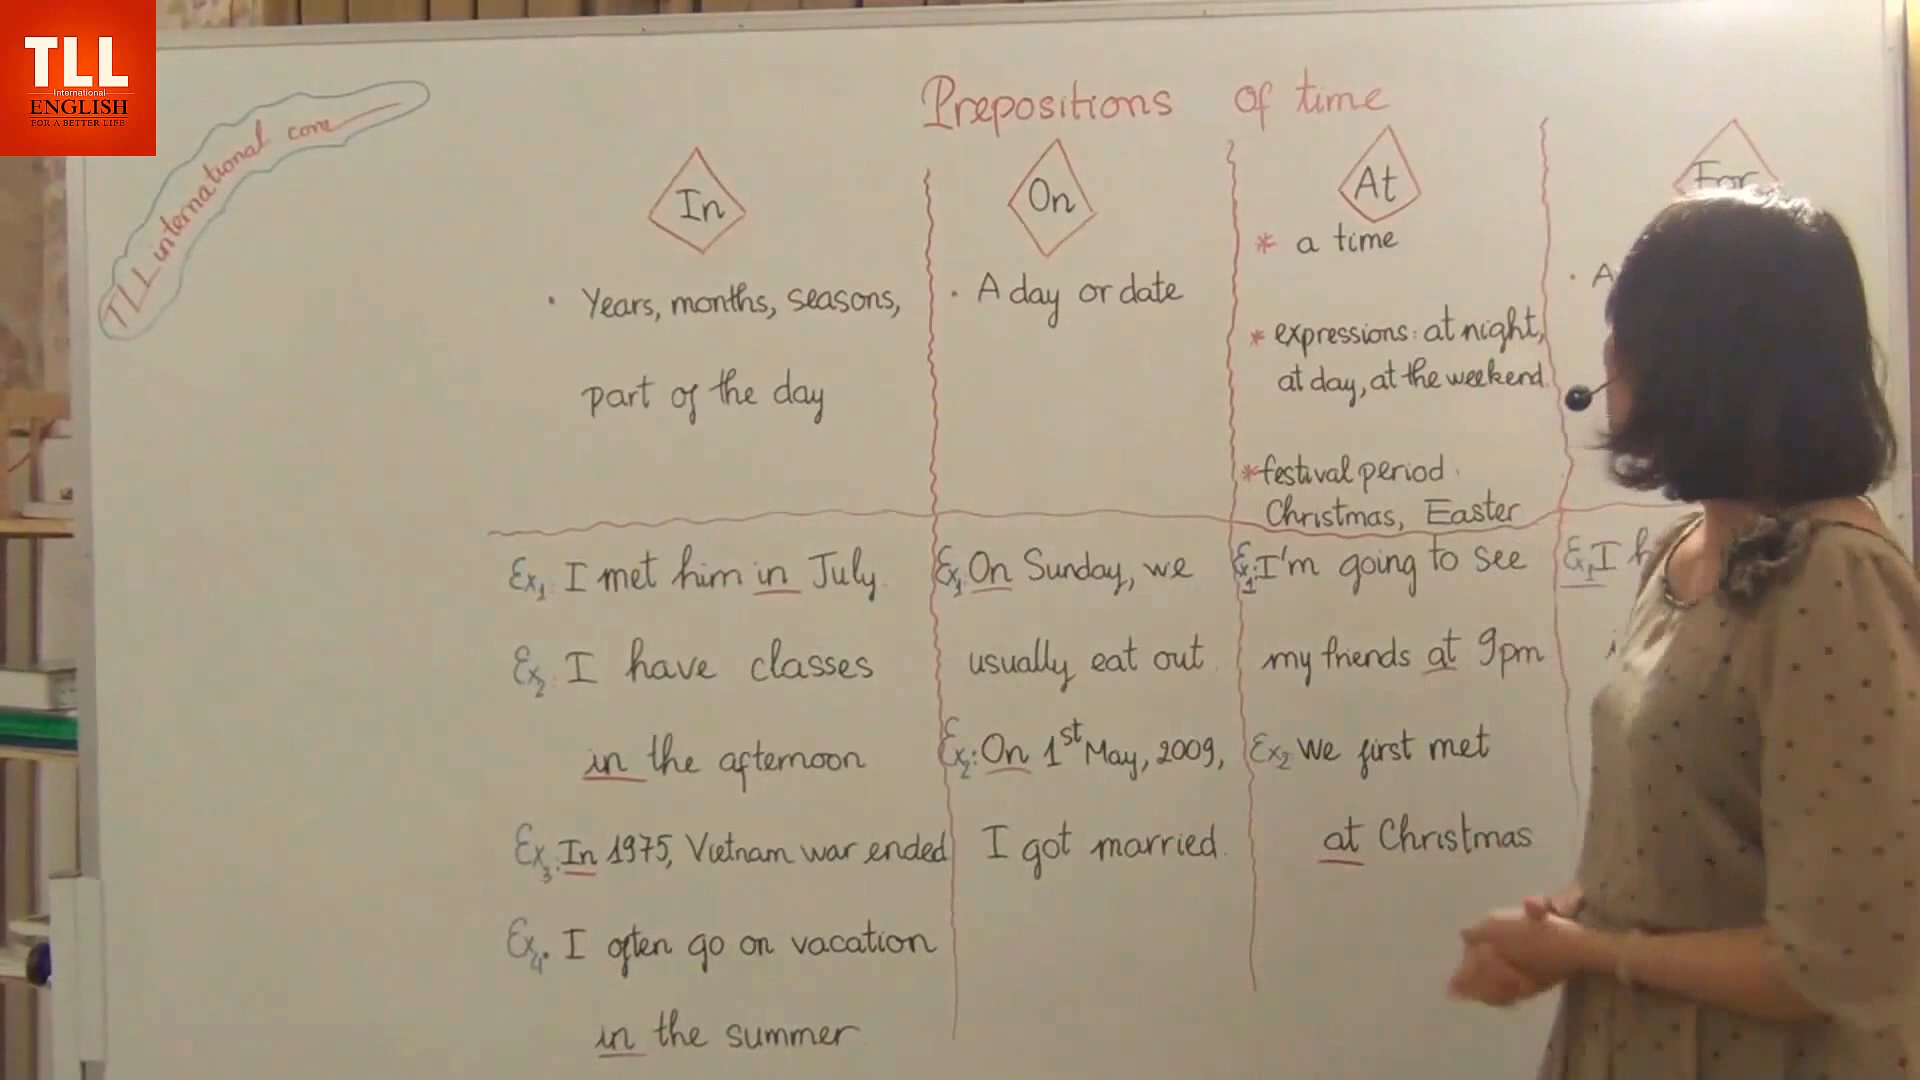 TLL
International
ENGLISH
FOR A BETTER LIFE
TLL international
Prepositions of time
In
· Years, months, seasons,
part of the day
Ex1: I met him in July.
Ex2: I have classes
in the afternoon
Ex3: In 1975, Vietnam war ended
Ex4: I often go on vacation
in the summer
On
· A day or date
Ex1: On Sunday, we
usually eat out.
Ex2: On 1st May, 2009,
I got married.
At
* a time
* expressions: at night,
at day, at the weekend.
* festival period:
Christmas, Easter
Ex1: I'm going to see
my friends at 9pm
Ex2 We first met
at Christmas
For
Ex1 I